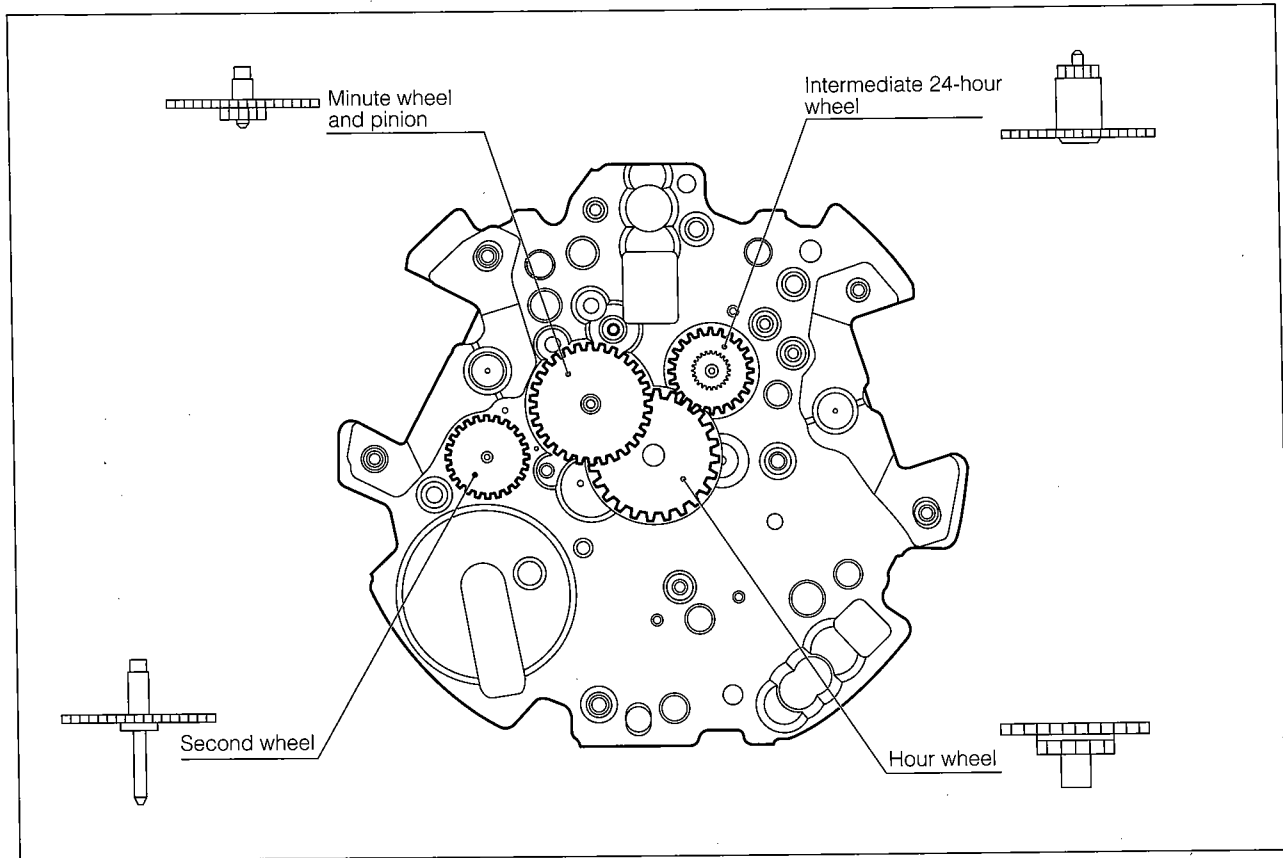 Minute wheel
and pinion
Intermediate 24-hour
wheel
Second wheel
Hour wheel